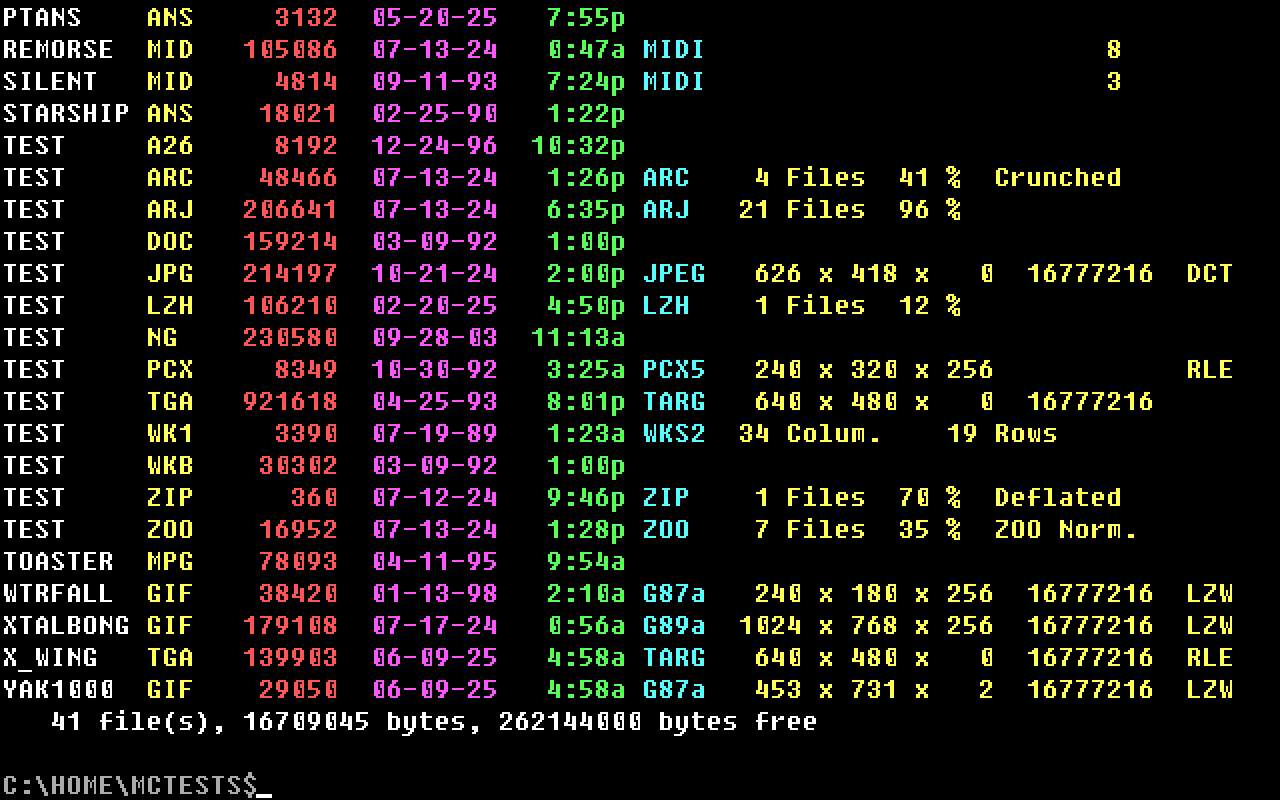 PTANS    ANS     3132  05-20-25   7:55p
REMORSE  MID   105086  07-13-24   0:47a MIDI                         8
SILENT   MID     4814  09-11-93   7:24p MIDI                         3
STARSHIP ANS    18021  02-25-90   1:22p
TEST     A26     8192  12-24-96  10:32p
TEST     ARC    48466  07-13-24   1:26p ARC    4 Files  41 %  Crunched
TEST     ARJ   206641  07-13-24   6:35p ARJ   21 Files  96 %
TEST     DOC   159214  03-09-92   1:00p
TEST     JPG   214197  10-21-24   2:00p JPEG   626 x 418 x   0  16777216  DCT
TEST     LZH   106210  02-20-25   4:50p LZH    1 Files  12 %
TEST     NG    230580  09-28-03  11:13a
TEST     PCX     8349  10-30-92   3:25a PCX5   240 x 320 x 256            RLE
TEST     TGA   921618  04-25-93   8:01p TARG   640 x 480 x   0  16777216
TEST     WK1     3390  07-19-89   1:23a WKS2  34 Colum.    19 Rows
TEST     WKB    30302  03-09-92   1:00p
TEST     ZIP      360  07-12-24   9:46p ZIP    1 Files  70 %  Deflated
TEST     ZOO    16952  07-13-24   1:28p ZOO    7 Files  35 %  ZOO Norm.
TOASTER  MPG    78093  04-11-95   9:54a
WTRFALL  GIF    38420  01-13-98   2:10a G87a   240 x 180 x 256  16777216  LZW
XTALBONG GIF   179108  07-17-24   0:56a G89a  1024 x 768 x 256  16777216  LZW
X_WING   TGA   139903  06-09-25   4:58a TARG   640 x 480 x   0  16777216  RLE
YAK1000  GIF    29050  06-09-25   4:58a G87a   453 x 731 x   2  16777216  LZW
   41 file(s), 16709045 bytes, 262144000 bytes free
C:\HOME\MCTESTS$_